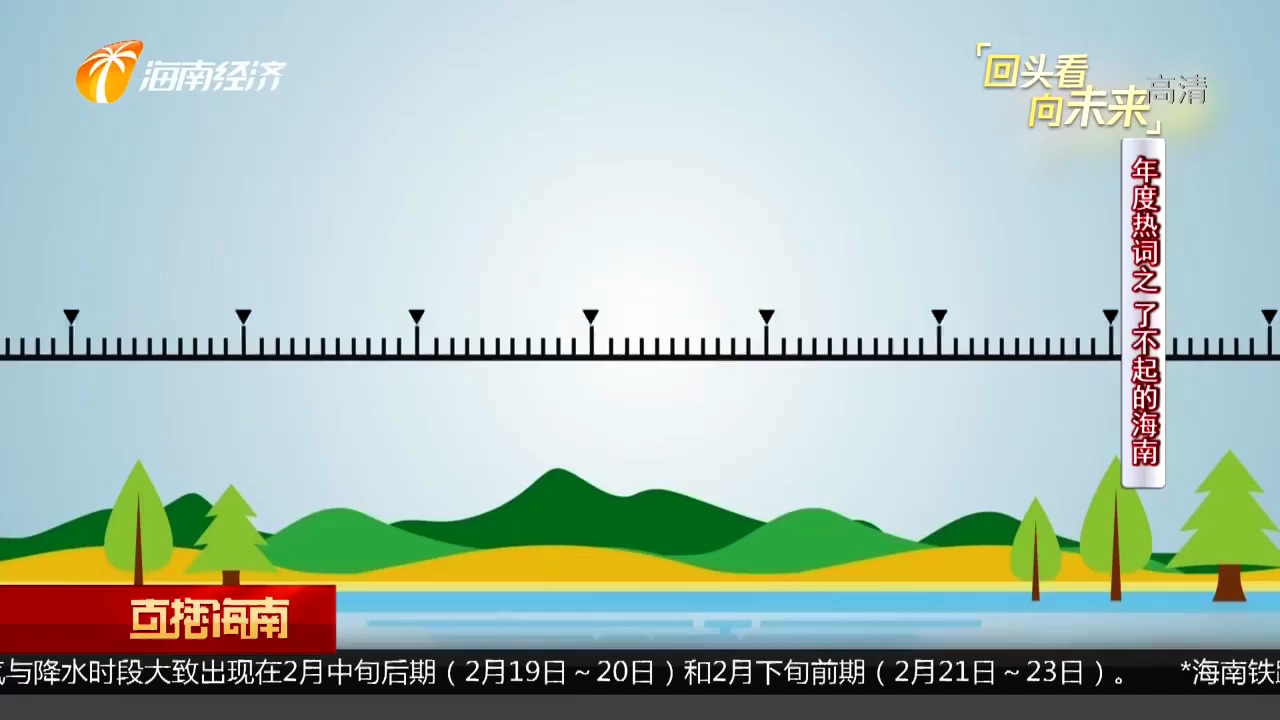 海南经济
「回头看
向未来」
高清
年度热词之 了不起的海南
直播海南
与降水时段大致出现在2月中旬后期（2月19日～20日）和2月下旬前期（2月21日～23日）。 *海南铁